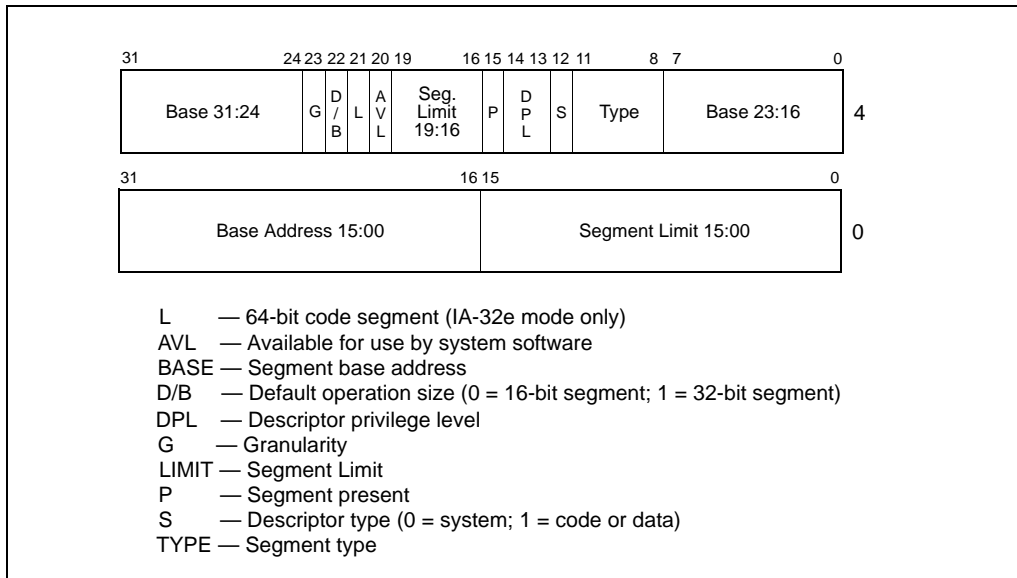 31 24 23 22 21 20 19 16 15 14 13 12 11 8 7 0
Base 31:24 G D/B L AVL Seg. Limit 19:16 P DPL S Type Base 23:16 4
31 16 15 0
Base Address 15:00 Segment Limit 15:00 0
L — 64-bit code segment (IA-32e mode only)
AVL — Available for use by system software
BASE — Segment base address
D/B — Default operation size (0 = 16-bit segment; 1 = 32-bit segment)
DPL — Descriptor privilege level
G — Granularity
LIMIT — Segment Limit
P — Segment present
S — Descriptor type (0 = system; 1 = code or data)
TYPE — Segment type